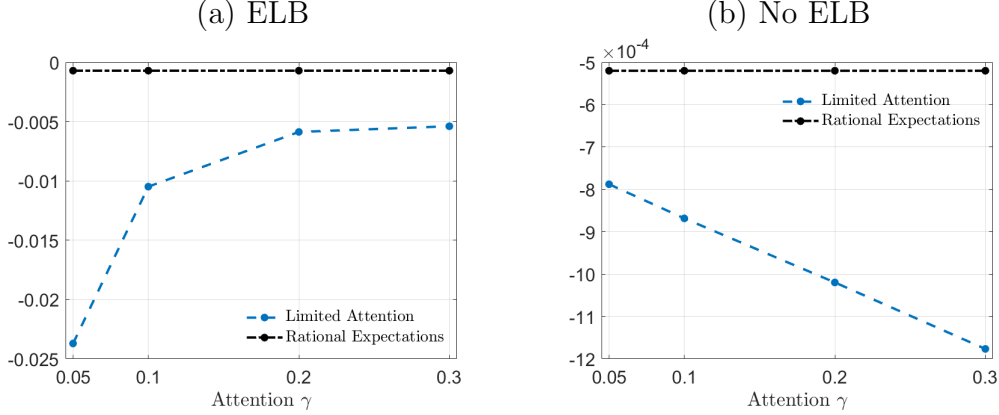 (a) ELB
0
-0.005
-0.01
-0.015
-0.02
-0.025
Limited Attention
Rational Expectations
0.05 0.1 0.2 0.3
Attention γ
(b) No ELB
×10⁻⁴
-5
-6
-7
-8
-9
-10
-11
-12
Limited Attention
Rational Expectations
0.05 0.1 0.2 0.3
Attention γ